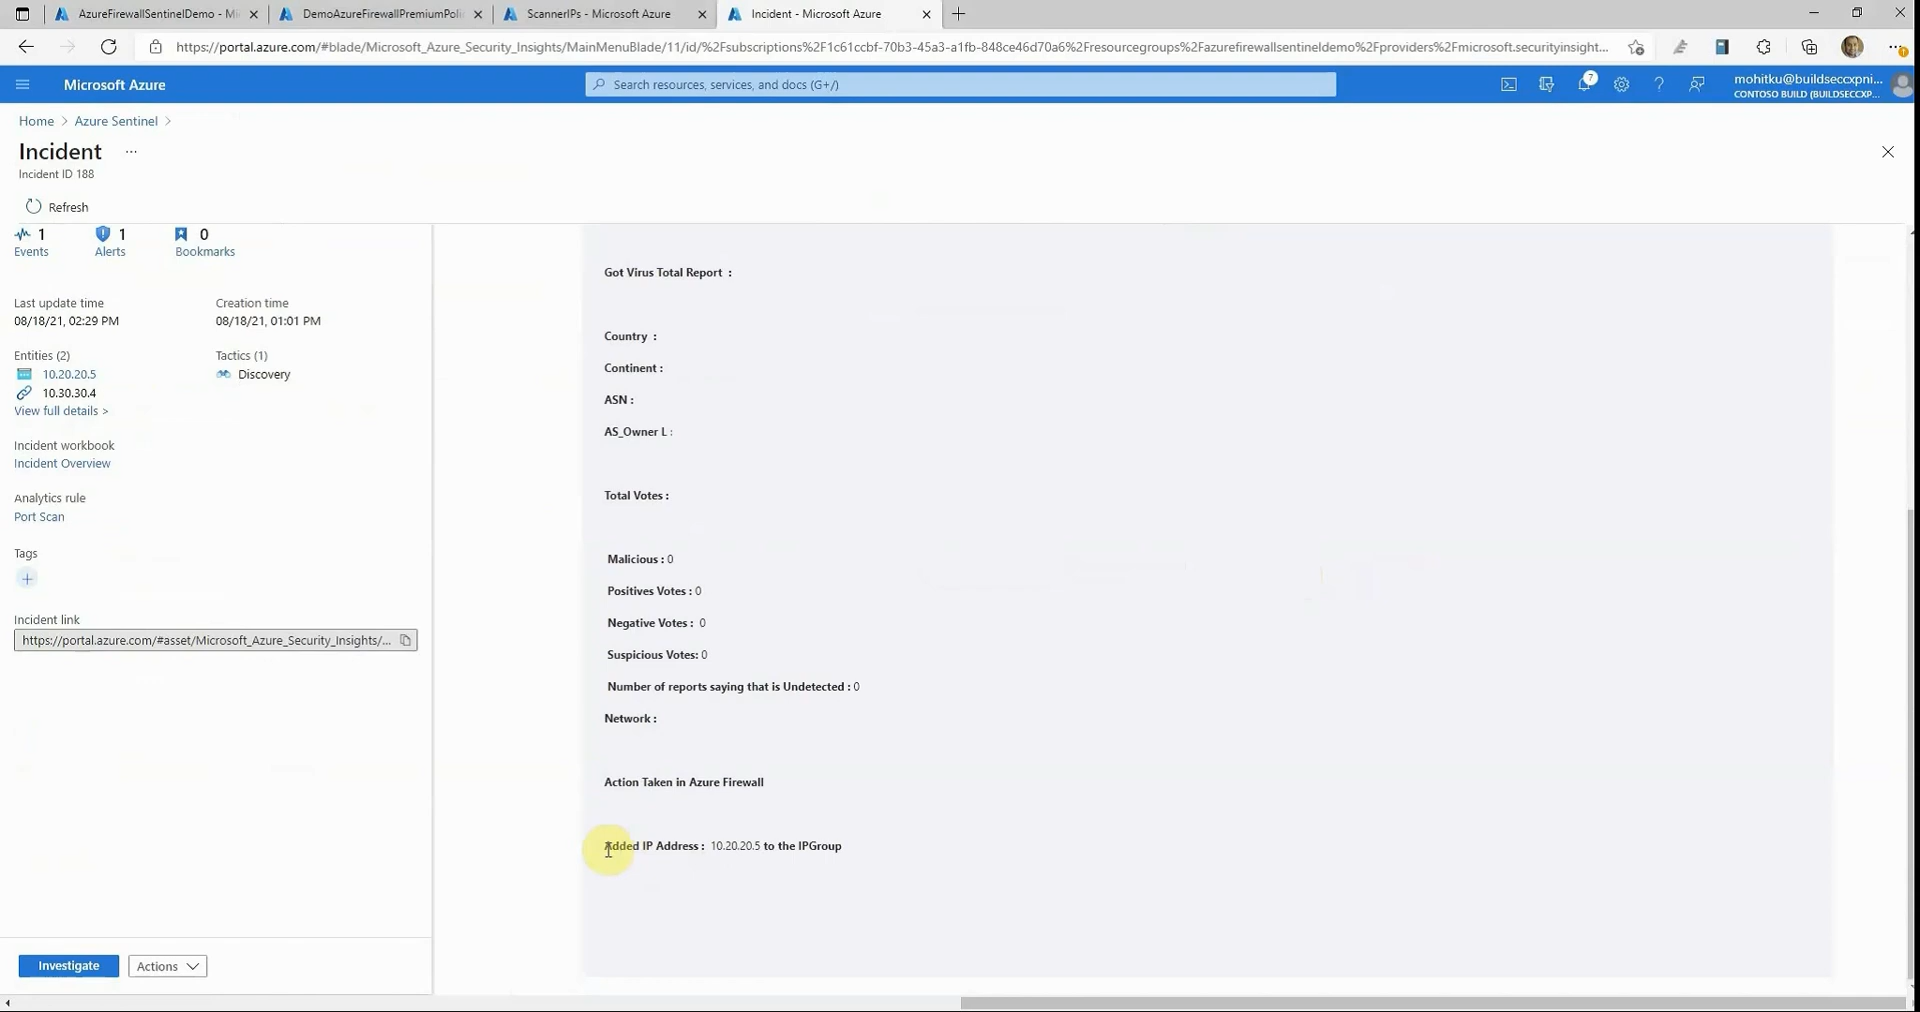 AzureFirewallSentinelDemo - Mi
DemoAzureFirewallPremiumPoli
ScannerIPs - Microsoft Azure
Incident - Microsoft Azure
https://portal.azure.com/#blade/Microsoft_Azure_Security_Insights/MainMenuBlade/11/id/%2Fsubscriptions%2F1c61ccbf-70b3-45a3-a1fb-848ce46d70a6%2Fresourcegroups%2Fazurefirewallsentineldemo%2Fproviders%2Fmicrosoft.securityinsight...
Microsoft Azure
Search resources, services, and docs (G+/)
7
mohitku@buildseccxpni...
CONTOSO BUILD (BUILDSECCXP...
Home > Azure Sentinel >
Incident ...
Incident ID 188
Refresh
1 Events
1 Alerts
0 Bookmarks
Last update time
08/18/21, 02:29 PM
Creation time
08/18/21, 01:01 PM
Entities (2)
10.20.20.5
10.30.30.4
View full details >
Tactics (1)
Discovery
Incident workbook
Incident Overview
Analytics rule
Port Scan
Tags
Incident link
https://portal.azure.com/#asset/Microsoft_Azure_Security_Insights/...
Investigate
Actions
Got Virus Total Report :
Country :
Continent :
ASN :
AS_Owner L :
Total Votes :
Malicious : 0
Positives Votes : 0
Negative Votes : 0
Suspicious Votes: 0
Number of reports saying that is Undetected : 0
Network :
Action Taken in Azure Firewall
Added IP Address : 10.20.20.5 to the IPGroup